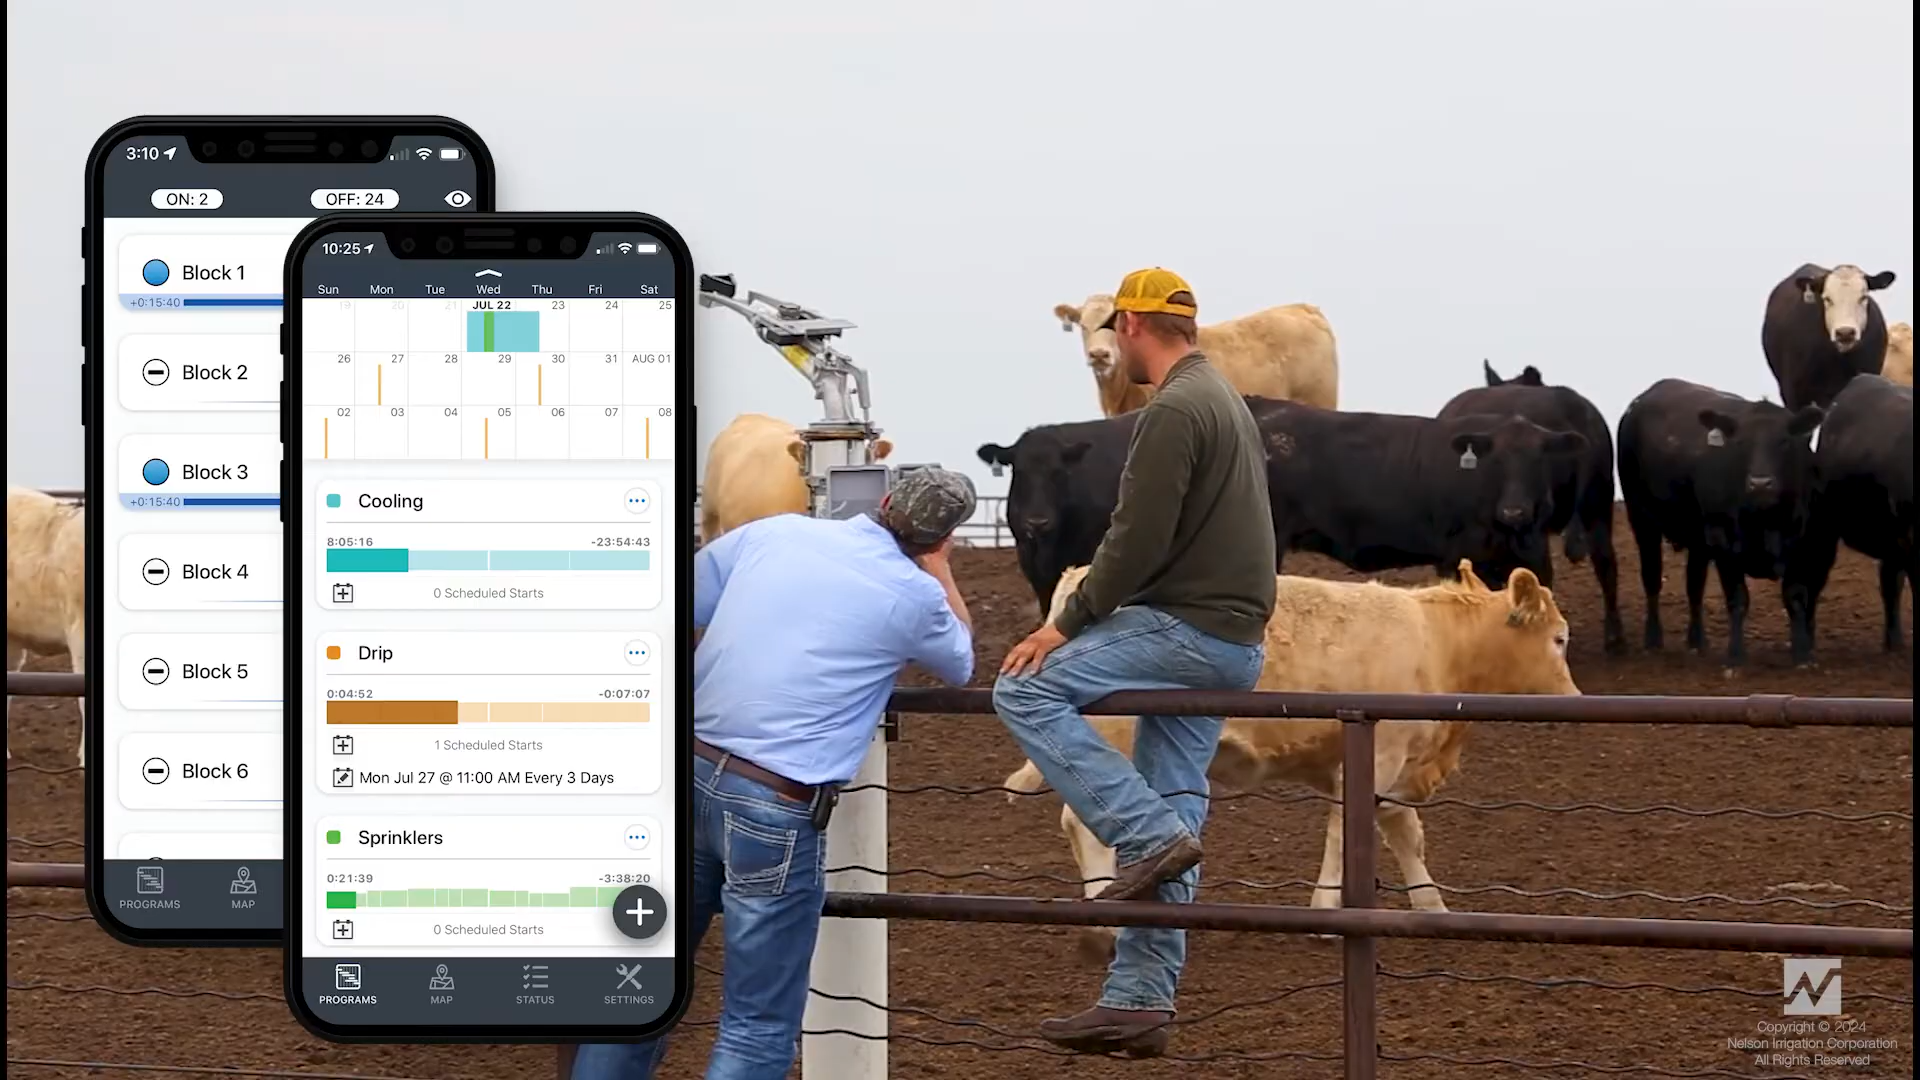 3:10
ON: 2
OFF: 24
Block 1
+0:15:40
Block 2
Block 3
+0:15:40
Block 4
Block 5
Block 6
PROGRAMS
MAP
10:25
Sun Mon Tue Wed Thu Fri Sat
19 20 21 JUL 22 23 24 25
26 27 28 29 30 31 AUG 01
02 03 04 05 06 07 08
Cooling
8:05:16 -23:54:43
0 Scheduled Starts
Drip
0:04:52 -0:07:07
1 Scheduled Starts
Mon Jul 27 @ 11:00 AM Every 3 Days
Sprinklers
0:21:39 -3:38:20
0 Scheduled Starts
PROGRAMS MAP STATUS SETTINGS
Copyright © 2024
Nelson Irrigation Corporation
All Rights Reserved